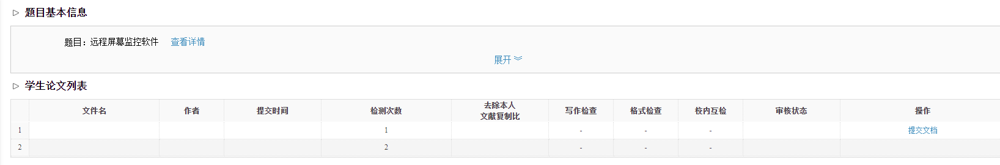 题目基本信息
题目：远程屏幕监控软件 查看详情
展开
学生论文列表
文件名 作者 提交时间 检测次数 去除本人 写作检查 格式检查 校内互检 审核状态 操作
文献复制比
1 1 - - - 提交文档
2 2 - - -